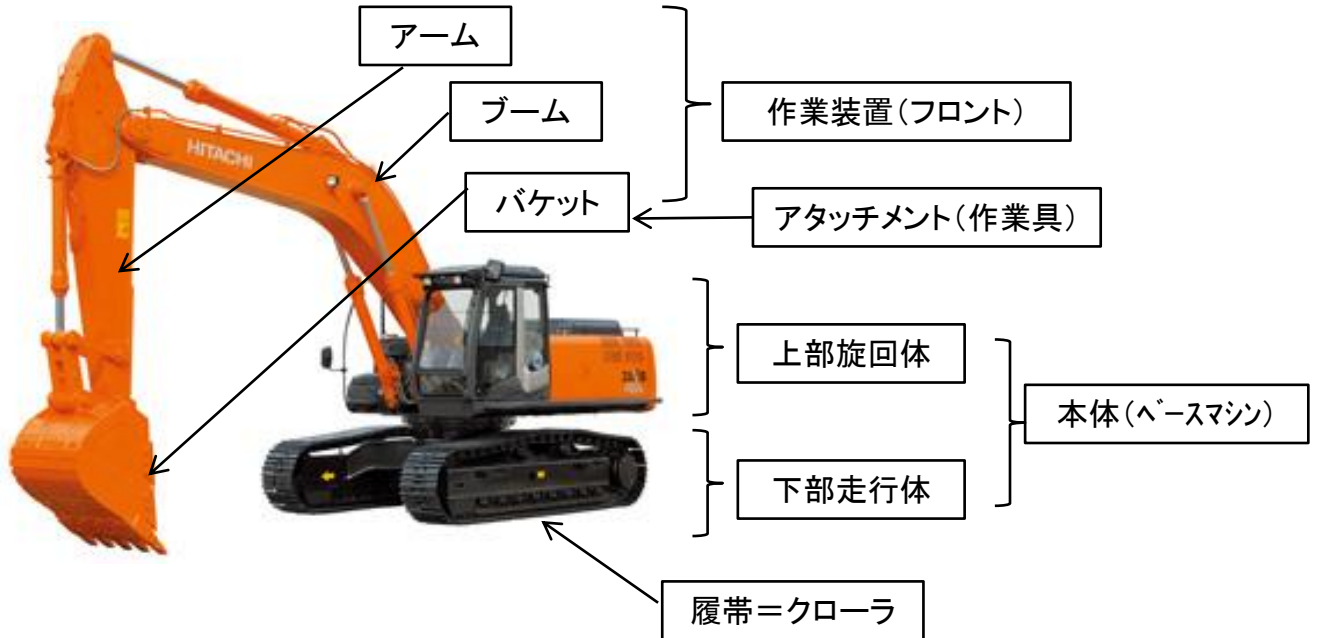 アーム
ブーム
作業装置(フロント)
HITACHI
バケット
アタッチメント(作業具)
上部旋回体
本体(ベースマシン)
下部走行体
履帯=クローラ